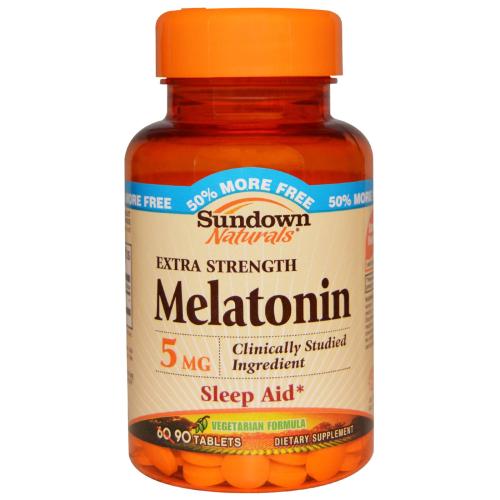 E FREE
50% MORE FREE
50% MORE
Sundown
Naturals*
EXTRA STRENGTH
Melatonin
5 MG
Clinically Studied
Ingredient
Sleep Aid*
VEGETARIAN FORMULA
60 90 TABLETS
DIETARY SUPPLEMENT